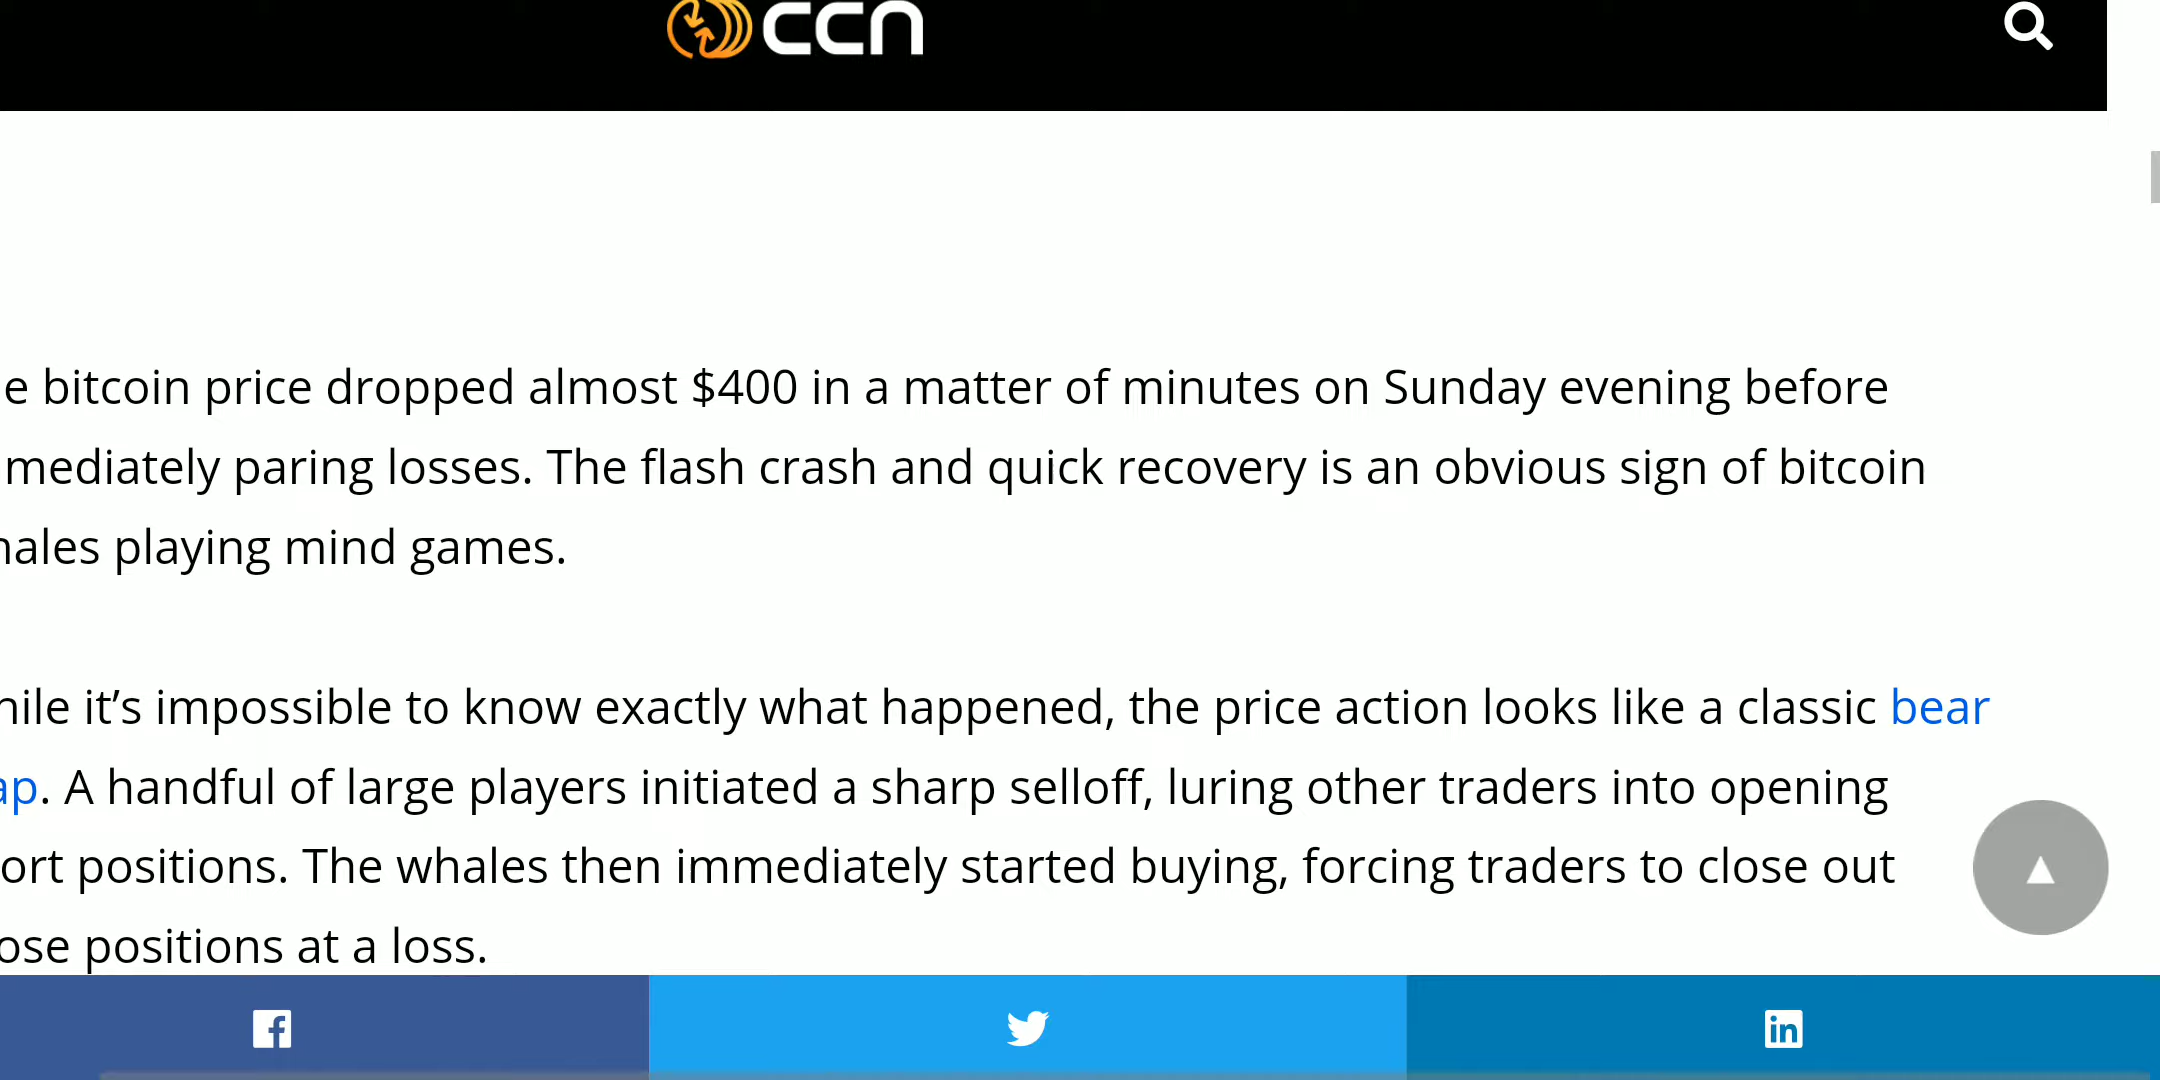 ccn
e bitcoin price dropped almost $400 in a matter of minutes on Sunday evening before
mediately paring losses. The flash crash and quick recovery is an obvious sign of bitcoin
ales playing mind games.
ile it’s impossible to know exactly what happened, the price action looks like a classic bear
ap. A handful of large players initiated a sharp selloff, luring other traders into opening
ort positions. The whales then immediately started buying, forcing traders to close out
ose positions at a loss.